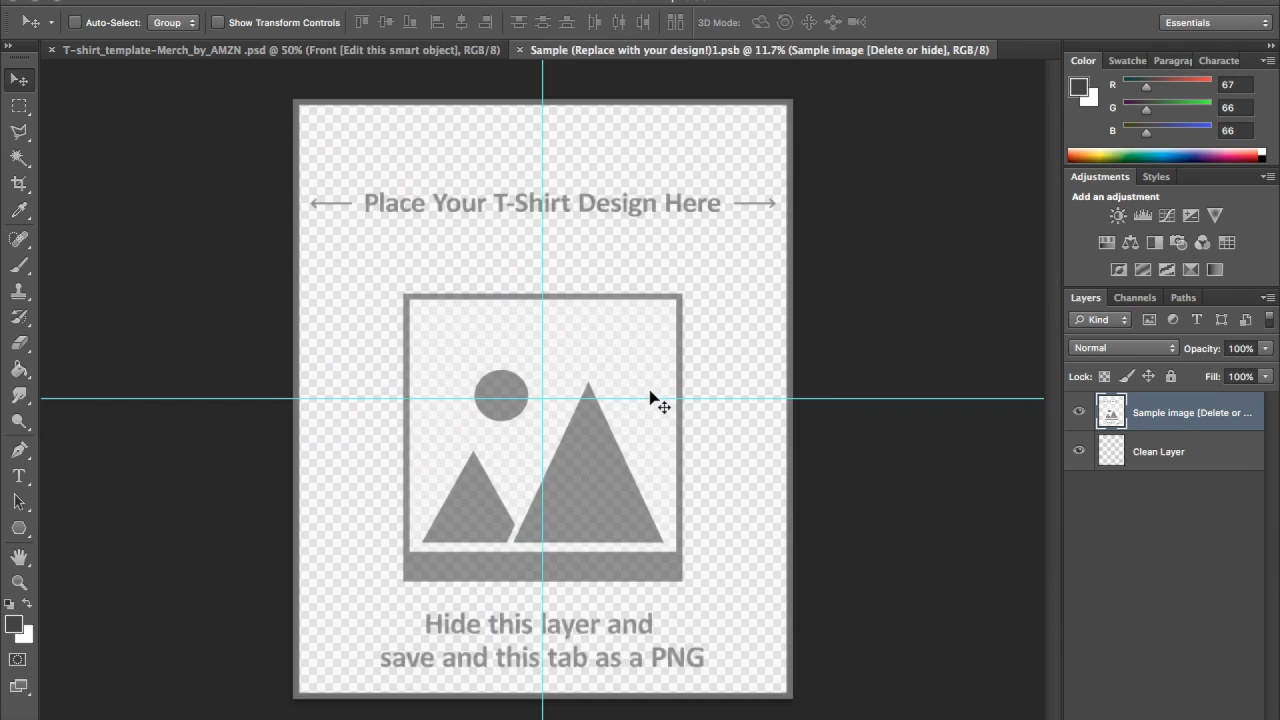 Auto-Select: Group Show Transform Controls 3D Mode: Essentials
T-shirt_template-Merch_by_AMZN .psd @ 50% (Front [Edit this smart object], RGB/8)
Sample (Replace with your design!)1.psb @ 11.7% (Sample image [Delete or hide], RGB/8)
Color Swatche Paragra Characte
R 67
G 66
B 66
Adjustments Styles
Add an adjustment
Layers Channels Paths
Kind
Normal Opacity: 100%
Lock: Fill: 100%
Sample image [Delete or ...
Clean Layer
Place Your T-Shirt Design Here
Hide this layer and
save and this tab as a PNG